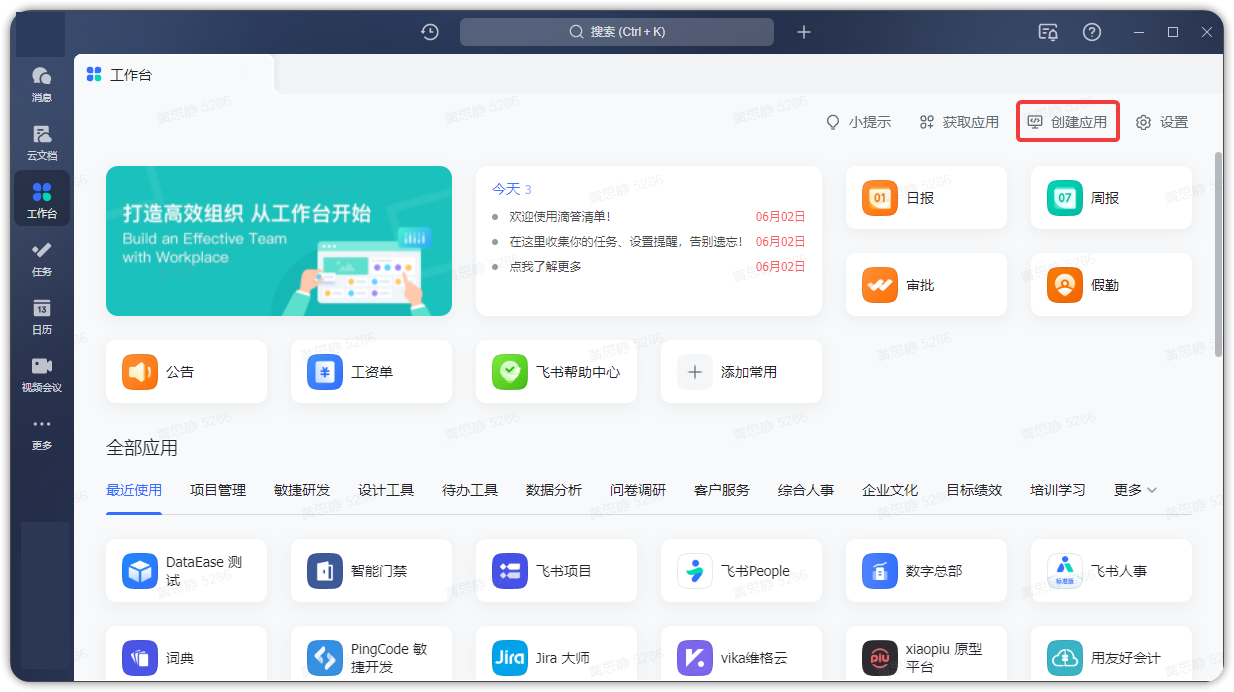 搜索 (Ctrl + K)
消息
云文档
工作台
任务
13
日历
视频会议
更多
工作台
小提示
获取应用
创建应用
设置
打造高效组织 从工作台开始
Build an Effective Team
with Workplace
今天 3
欢迎使用滴答清单！ 06月02日
在这里收集你的任务、设置提醒，告别遗忘！ 06月02日
点我了解更多 06月02日
01 日报
07 周报
审批
假勤
公告
工资单
飞书帮助中心
添加常用
全部应用
最近使用 项目管理 敏捷研发 设计工具 待办工具 数据分析 问卷调研 客户服务 综合人事 企业文化 目标绩效 培训学习 更多
DataEase 测
试
智能门禁
飞书项目
飞书People
数字总部
标准版
飞书人事
词典
PingCode 敏
捷开发
Jira
Jira 大师
vika维格云
piu
xiaopiu 原型
平台
用友好会计
黄思静 5286